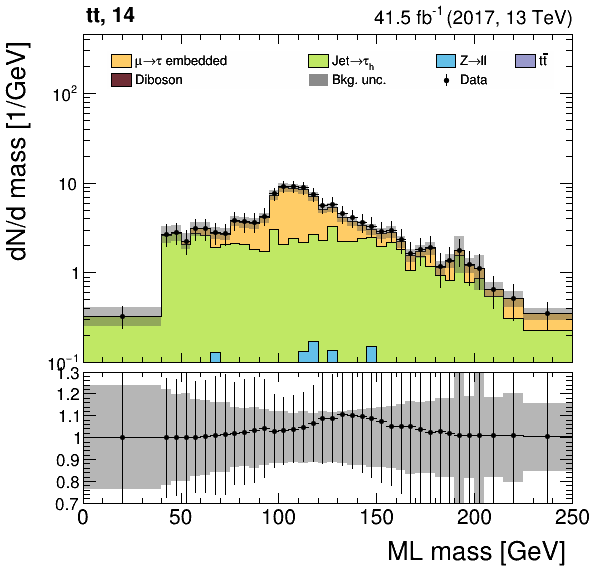 tt, 14 41.5 fb⁻¹ (2017, 13 TeV)
μ→τ embedded Jet→τₕ Z→ll tt̄
Diboson Bkg. unc. Data
dN/d mass [1/GeV]
10²
10
1
10⁻¹
1.3
1.2
1.1
1
0.9
0.8
0.7
0 50 100 150 200 250
ML mass [GeV]